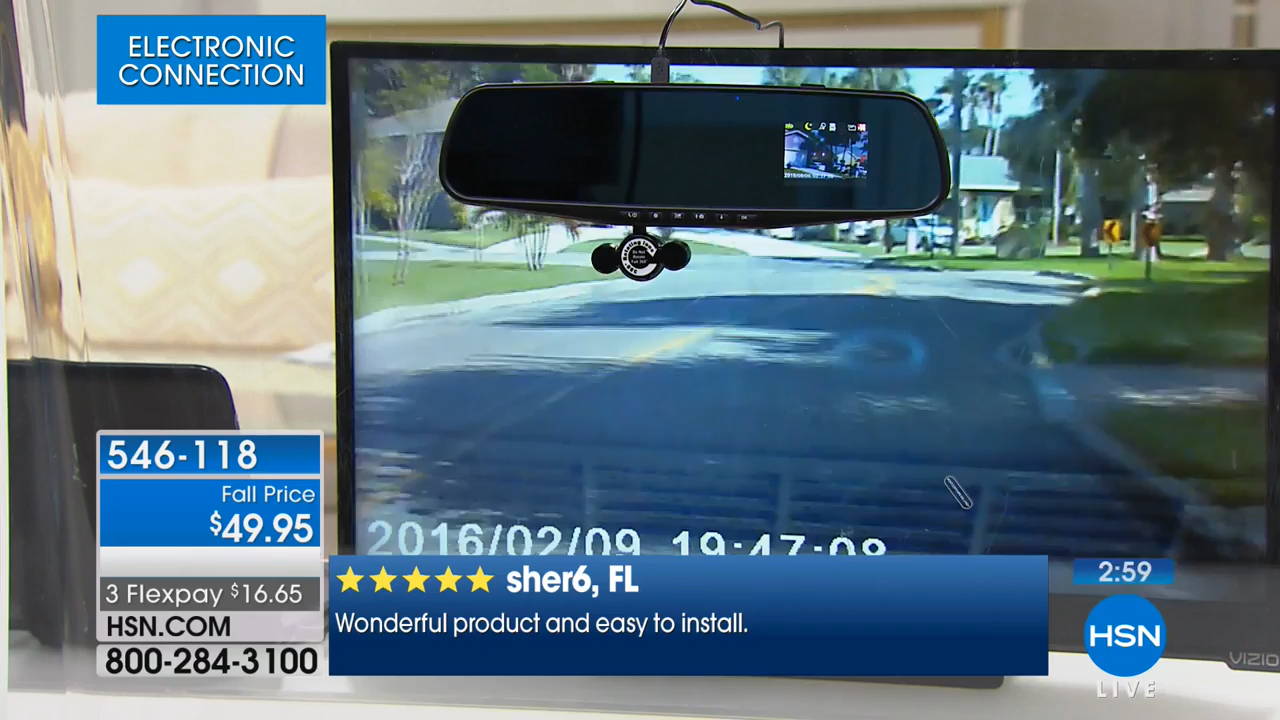 ELECTRONIC
CONNECTION
2016/02/09 19:47:08
546-118
Fall Price
$49.95
3 Flexpay $16.65
HSN.COM
800-284-3100
★★★★★ sher6, FL
Wonderful product and easy to install.
2:59
HSN
LIVE
VIZIO